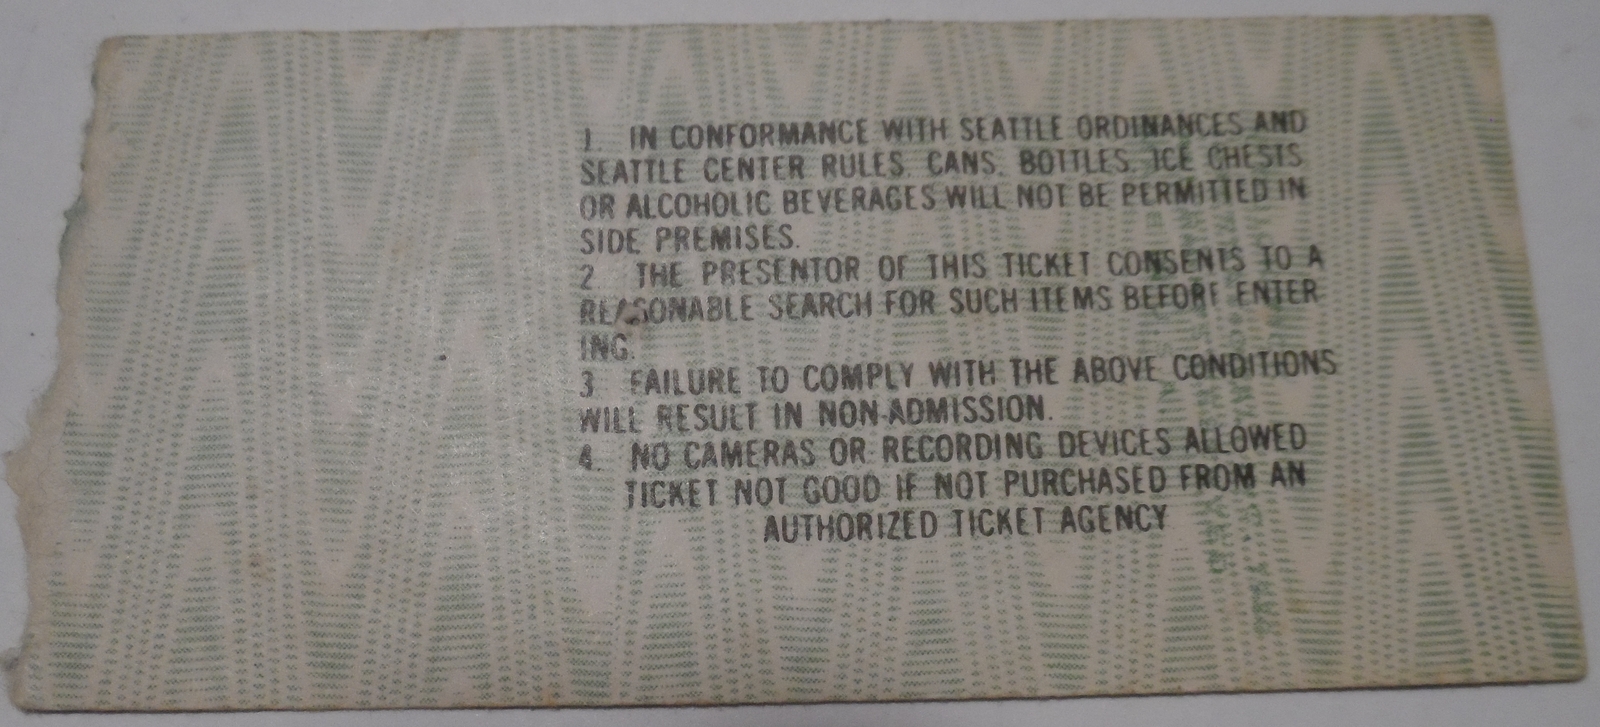 1. IN CONFORMANCE WITH SEATTLE ORDINANCES AND
SEATTLE CENTER RULES. CANS. BOTTLES. ICE CHESTS
OR ALCOHOLIC BEVERAGES WILL NOT BE PERMITTED IN
SIDE PREMISES.
2 THE PRESENTOR OF THIS TICKET CONSENTS TO A
REASONABLE SEARCH FOR SUCH ITEMS BEFORE ENTER
ING.
3 FAILURE TO COMPLY WITH THE ABOVE CONDITIONS
WILL RESULT IN NON-ADMISSION.
4. NO CAMERAS OR RECORDING DEVICES ALLOWED
TICKET NOT GOOD IF NOT PURCHASED FROM AN
AUTHORIZED TICKET AGENCY